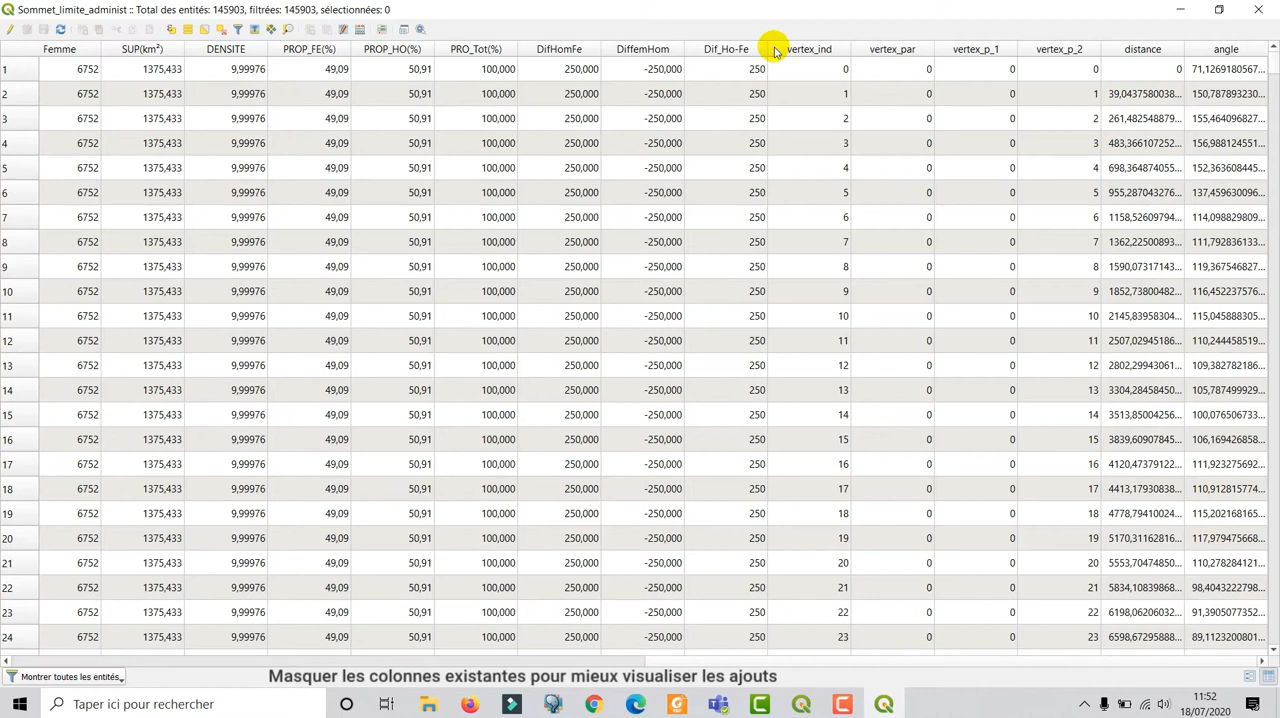 Sommet_limite_administ :: Total des entités: 145903, filtrées: 145903, sélectionnées: 0
Femme SUP(km²) DENSITE PROP_FE(%) PROP_HO(%) PRO_Tot(%) DifHomFe DiffemHom Dif_Ho-Fe vertex_ind vertex_par vertex_p_1 vertex_p_2 distance angle
1 6752 1375,433 9,99976 49,09 50,91 100,000 250,000 -250,000 250 0 0 0 0 0 71,1269180567...
2 6752 1375,433 9,99976 49,09 50,91 100,000 250,000 -250,000 250 1 0 0 1 39,0437580038... 150,787893230...
3 6752 1375,433 9,99976 49,09 50,91 100,000 250,000 -250,000 250 2 0 0 2 261,482548879... 155,464096827...
4 6752 1375,433 9,99976 49,09 50,91 100,000 250,000 -250,000 250 3 0 0 3 483,366107252... 156,988124551...
5 6752 1375,433 9,99976 49,09 50,91 100,000 250,000 -250,000 250 4 0 0 4 698,364874055... 152,363608445...
6 6752 1375,433 9,99976 49,09 50,91 100,000 250,000 -250,000 250 5 0 0 5 955,287043276... 137,459630096...
7 6752 1375,433 9,99976 49,09 50,91 100,000 250,000 -250,000 250 6 0 0 6 1158,52609794... 114,098829809...
8 6752 1375,433 9,99976 49,09 50,91 100,000 250,000 -250,000 250 7 0 0 7 1362,22500893... 111,792836133...
9 6752 1375,433 9,99976 49,09 50,91 100,000 250,000 -250,000 250 8 0 0 8 1590,07317143... 119,367546827...
10 6752 1375,433 9,99976 49,09 50,91 100,000 250,000 -250,000 250 9 0 0 9 1852,73800482... 116,452237576...
11 6752 1375,433 9,99976 49,09 50,91 100,000 250,000 -250,000 250 10 0 0 10 2145,83958304... 115,045888305...
12 6752 1375,433 9,99976 49,09 50,91 100,000 250,000 -250,000 250 11 0 0 11 2507,02945186... 110,244458519...
13 6752 1375,433 9,99976 49,09 50,91 100,000 250,000 -250,000 250 12 0 0 12 2802,29943061... 109,382782186...
14 6752 1375,433 9,99976 49,09 50,91 100,000 250,000 -250,000 250 13 0 0 13 3304,28458450... 105,787499929...
15 6752 1375,433 9,99976 49,09 50,91 100,000 250,000 -250,000 250 14 0 0 14 3513,85004256... 100,076506733...
16 6752 1375,433 9,99976 49,09 50,91 100,000 250,000 -250,000 250 15 0 0 15 3839,60907845... 106,169426858...
17 6752 1375,433 9,99976 49,09 50,91 100,000 250,000 -250,000 250 16 0 0 16 4120,47379122... 111,923275692...
18 6752 1375,433 9,99976 49,09 50,91 100,000 250,000 -250,000 250 17 0 0 17 4413,17930838... 110,912815774...
19 6752 1375,433 9,99976 49,09 50,91 100,000 250,000 -250,000 250 18 0 0 18 4778,79410024... 115,202168165...
20 6752 1375,433 9,99976 49,09 50,91 100,000 250,000 -250,000 250 19 0 0 19 5170,31162816... 117,979475668...
21 6752 1375,433 9,99976 49,09 50,91 100,000 250,000 -250,000 250 20 0 0 20 5553,70474850... 110,278284121...
22 6752 1375,433 9,99976 49,09 50,91 100,000 250,000 -250,000 250 21 0 0 21 5834,10839868... 98,4043222798...
23 6752 1375,433 9,99976 49,09 50,91 100,000 250,000 -250,000 250 22 0 0 22 6198,06206032... 91,3905077352...
24 6752 1375,433 9,99976 49,09 50,91 100,000 250,000 -250,000 250 23 0 0 23 6598,67295888... 89,1123200801...
Montrer toutes les entités
Masquer les colonnes existantes pour mieux visualiser les ajouts
Taper ici pour rechercher
11:52
18/07/2020